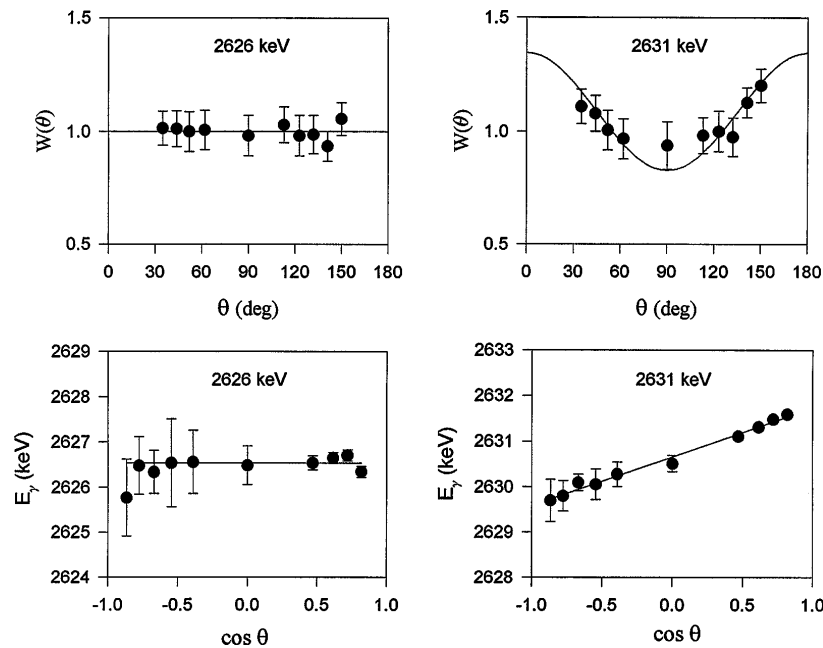 2626 keV
W(θ)
1.5
1.0
0.5
0 30 60 90 120 150 180
θ (deg)
2631 keV
W(θ)
1.5
1.0
0.5
0 30 60 90 120 150 180
θ (deg)
2626 keV
Eγ (keV)
2629
2628
2627
2626
2625
2624
-1.0 -0.5 0.0 0.5 1.0
cos θ
2631 keV
Eγ (keV)
2633
2632
2631
2630
2629
2628
-1.0 -0.5 0.0 0.5 1.0
cos θ